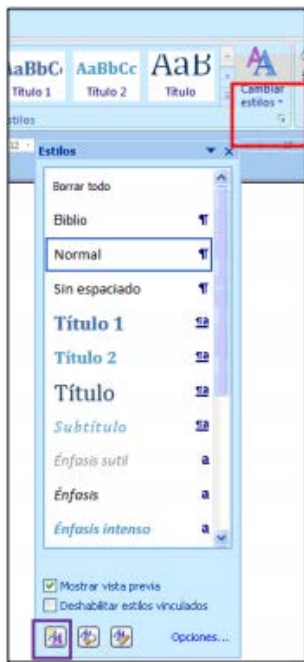 AaBbC AaBbCc AaB
Título 1 Título 2 Título
Cambiar
estilos
Estilos
Borrar todo
Biblio ¶
Normal ¶
Sin espaciado ¶
Título 1 ¶a
Título 2 ¶a
Título ¶a
Subtítulo ¶a
Énfasis sutil a
Énfasis a
Énfasis intenso a
Mostrar vista previa
Deshabilitar estilos vinculados
Opciones...